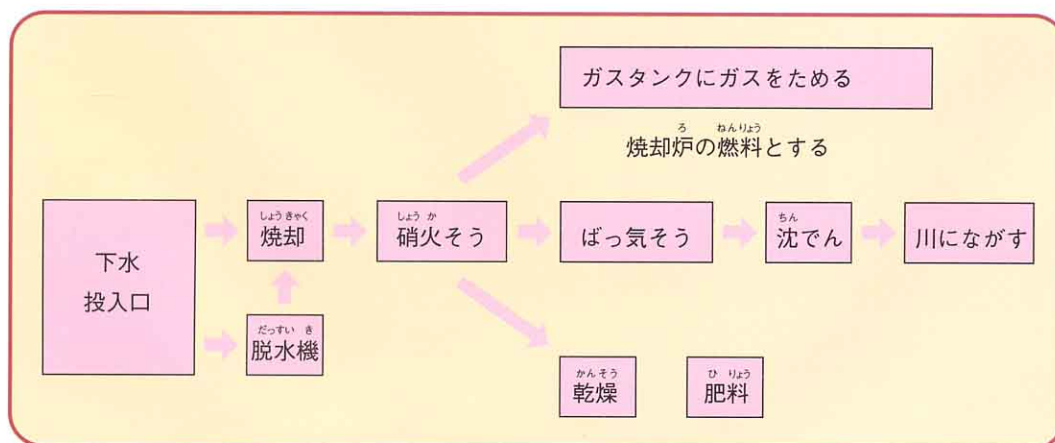 ガスタンクにガスをためる
焼却炉の燃料とする
ろ ねんりょう
下水
投入口
しょうきゃく
焼却
しょう か
硝火そう
ばっ気そう
ちん
沈でん
川にながす
だっすい き
脱水機
かんそう
乾燥
ひ りょう
肥料